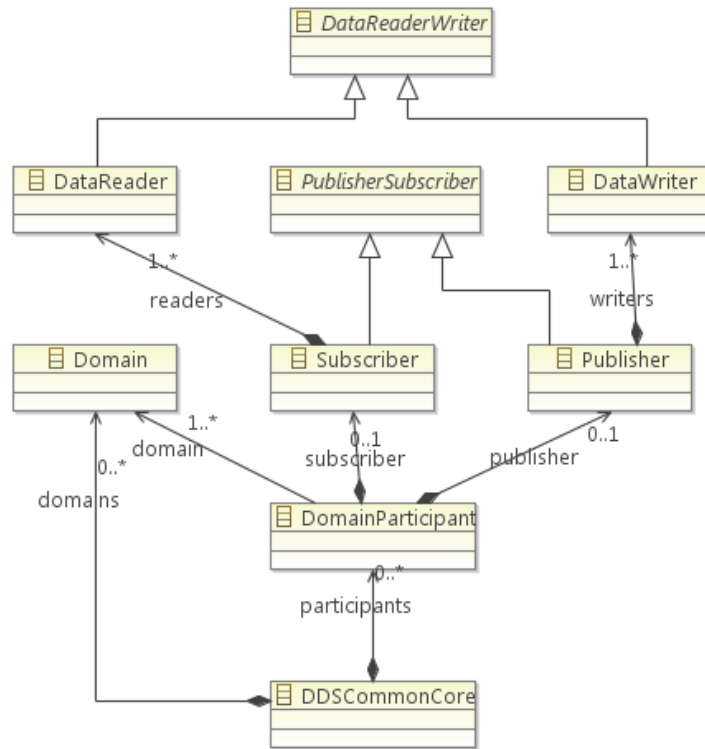 DataReaderWriter
DataReader
PublisherSubscriber
DataWriter
1..*
readers
1..*
writers
Domain
Subscriber
Publisher
1..*
domain
0..1
subscriber
0..1
publisher
0..*
domains
DomainParticipant
0..*
participants
DDSCommonCore